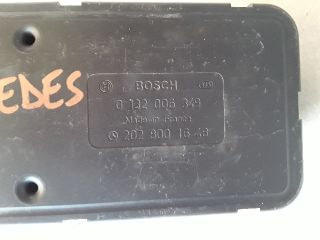 EDES
BOSCH
0 132 006 349
Made in France
202 800 16 48